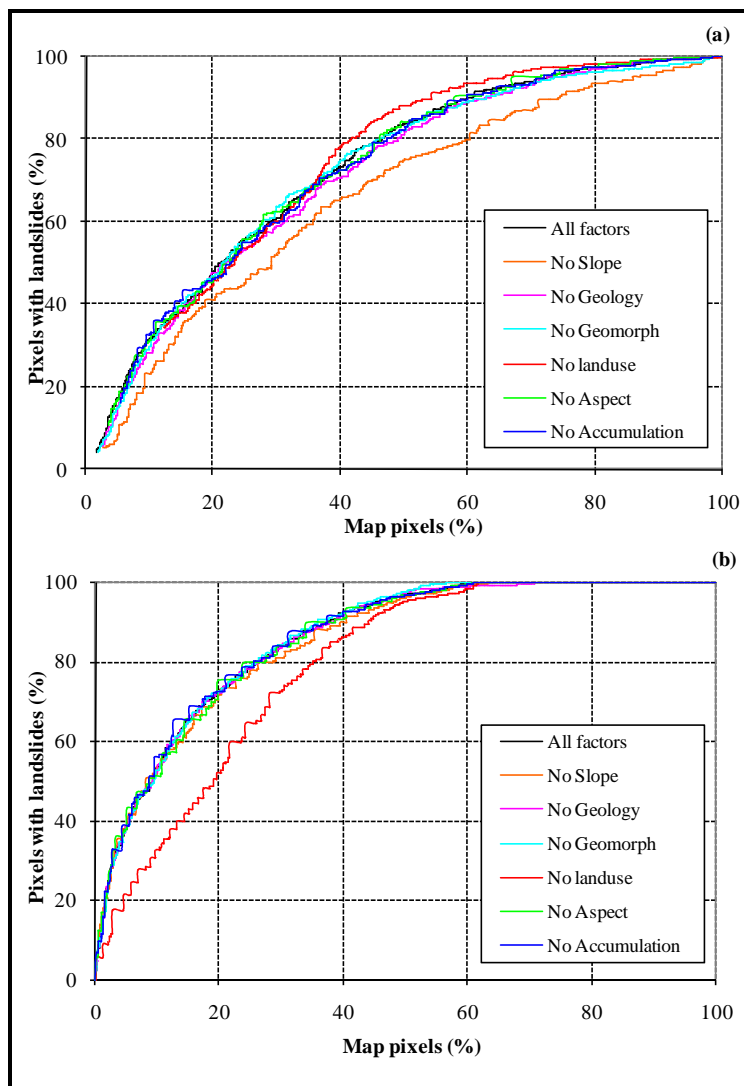 (a)
100
80
60
40
20
0
Pixels with landslides (%)
All factors
No Slope
No Geology
No Geomorph
No landuse
No Aspect
No Accumulation
0 20 40 60 80 100
Map pixels (%)
(b)
100
80
60
40
20
0
Pixels with landslides (%)
All factors
No Slope
No Geology
No Geomorph
No landuse
No Aspect
No Accumulation
0 20 40 60 80 100
Map pixels (%)